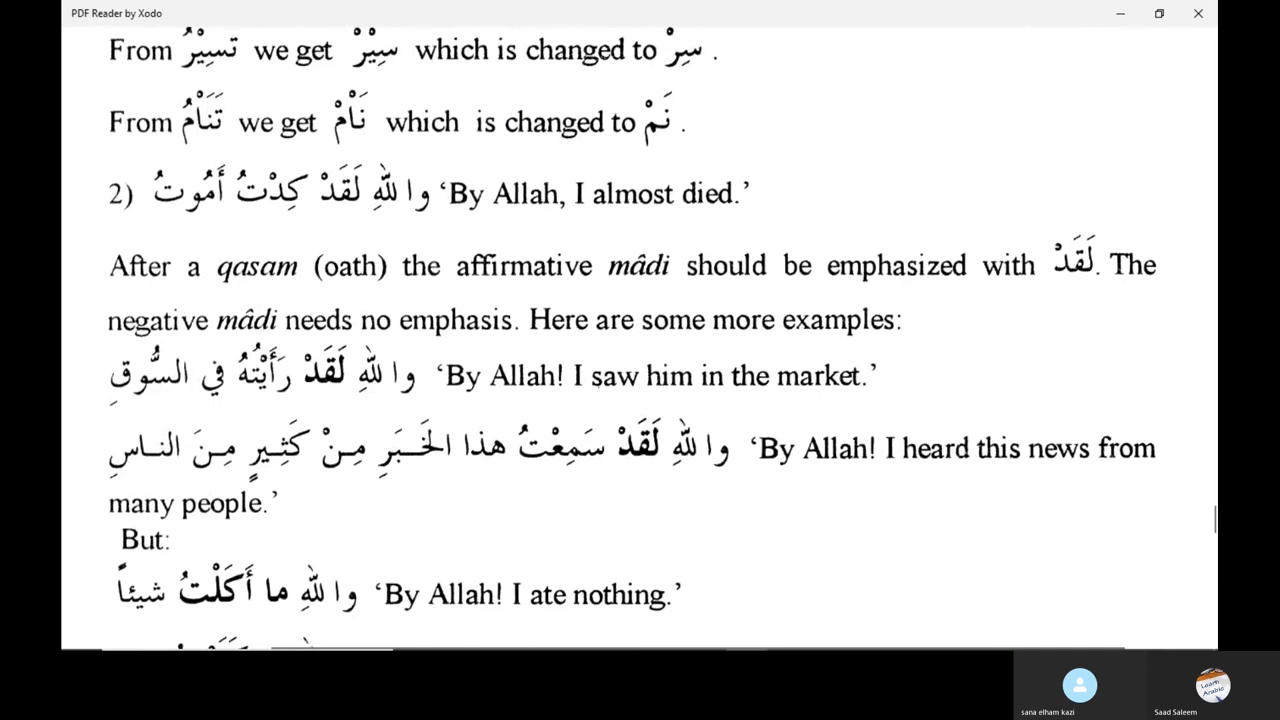 PDF Reader by Xodo
From تسِيْرُ we get سِيْرْ which is changed to سِرْ .
From تَنَاْمُ we get نَاْمْ which is changed to نَمْ .
2) واللهِ لَقَدْ كِدْتُ أَمُوتُ ‘By Allah, I almost died.’
After a qasam (oath) the affirmative mâdi should be emphasized with لَقَدْ. The
negative mâdi needs no emphasis. Here are some more examples:
واللهِ لَقَدْ رَأَيْتُهُ في السُّوقِ ‘By Allah! I saw him in the market.’
واللهِ لَقَدْ سَمِعْتُ هذا الخَبَرِ مِنْ كَثِيرٍ مِنَ الناسِ ‘By Allah! I heard this news from
many people.’
But:
واللهِ ما أَكَلْتُ شيئاً ‘By Allah! I ate nothing.’
sana elham kazi
Learn
Arabic
Saad Saleem